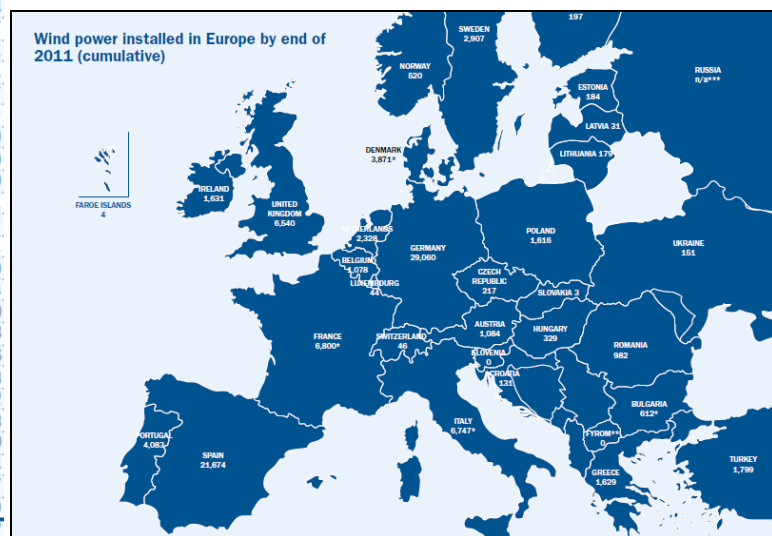 Wind power installed in Europe by end of
2011 (cumulative)
197
SWEDEN
2,907
NORWAY
520
RUSSIA
n/a***
ESTONIA
184
LATVIA 31
LITHUANIA 179
DENMARK
3,871*
FAROE ISLANDS
4
IRELAND
1,631
UNITED
KINGDOM
6,540
NETHERLANDS
2,328
BELGIUM
1,078
LUXEMBOURG
44
GERMANY
29,060
POLAND
1,616
UKRAINE
151
CZECH
REPUBLIC
217
SLOVAKIA 3
AUSTRIA
1,084
HUNGARY
329
FRANCE
6,800*
SWITZERLAND
46
SLOVENIA
0
CROATIA
131
ROMANIA
982
BULGARIA
612*
ITALY
6,747*
FYROM**
0
GREECE
1,629
TURKEY
1,799
PORTUGAL
4,083
SPAIN
21,674